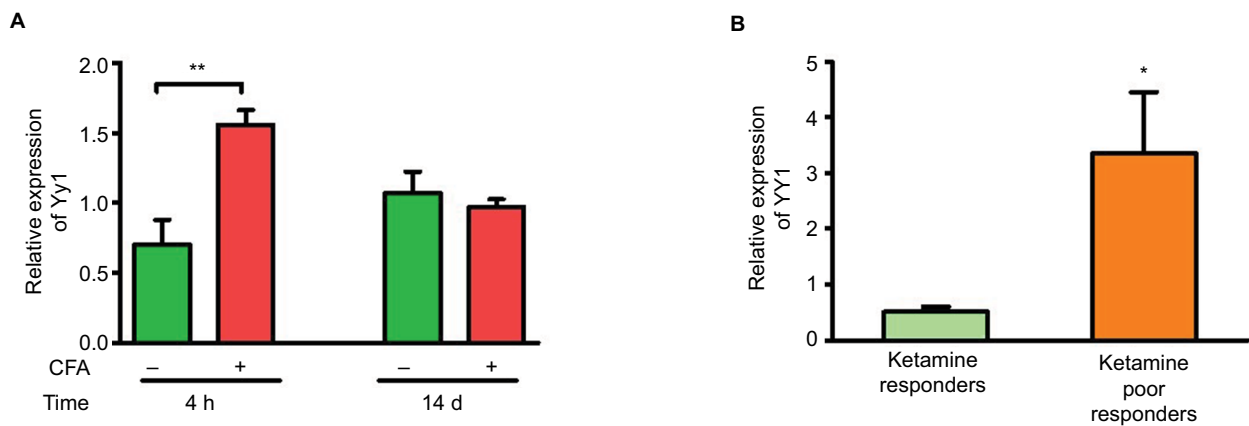 A
Relative expression
of Yy1
2.0
1.5
1.0
0.5
0.0
**
CFA – + – +
Time 4 h 14 d
B
Relative expression
of YY1
5
4
3
2
1
0
*
Ketamine
responders
Ketamine
poor
responders